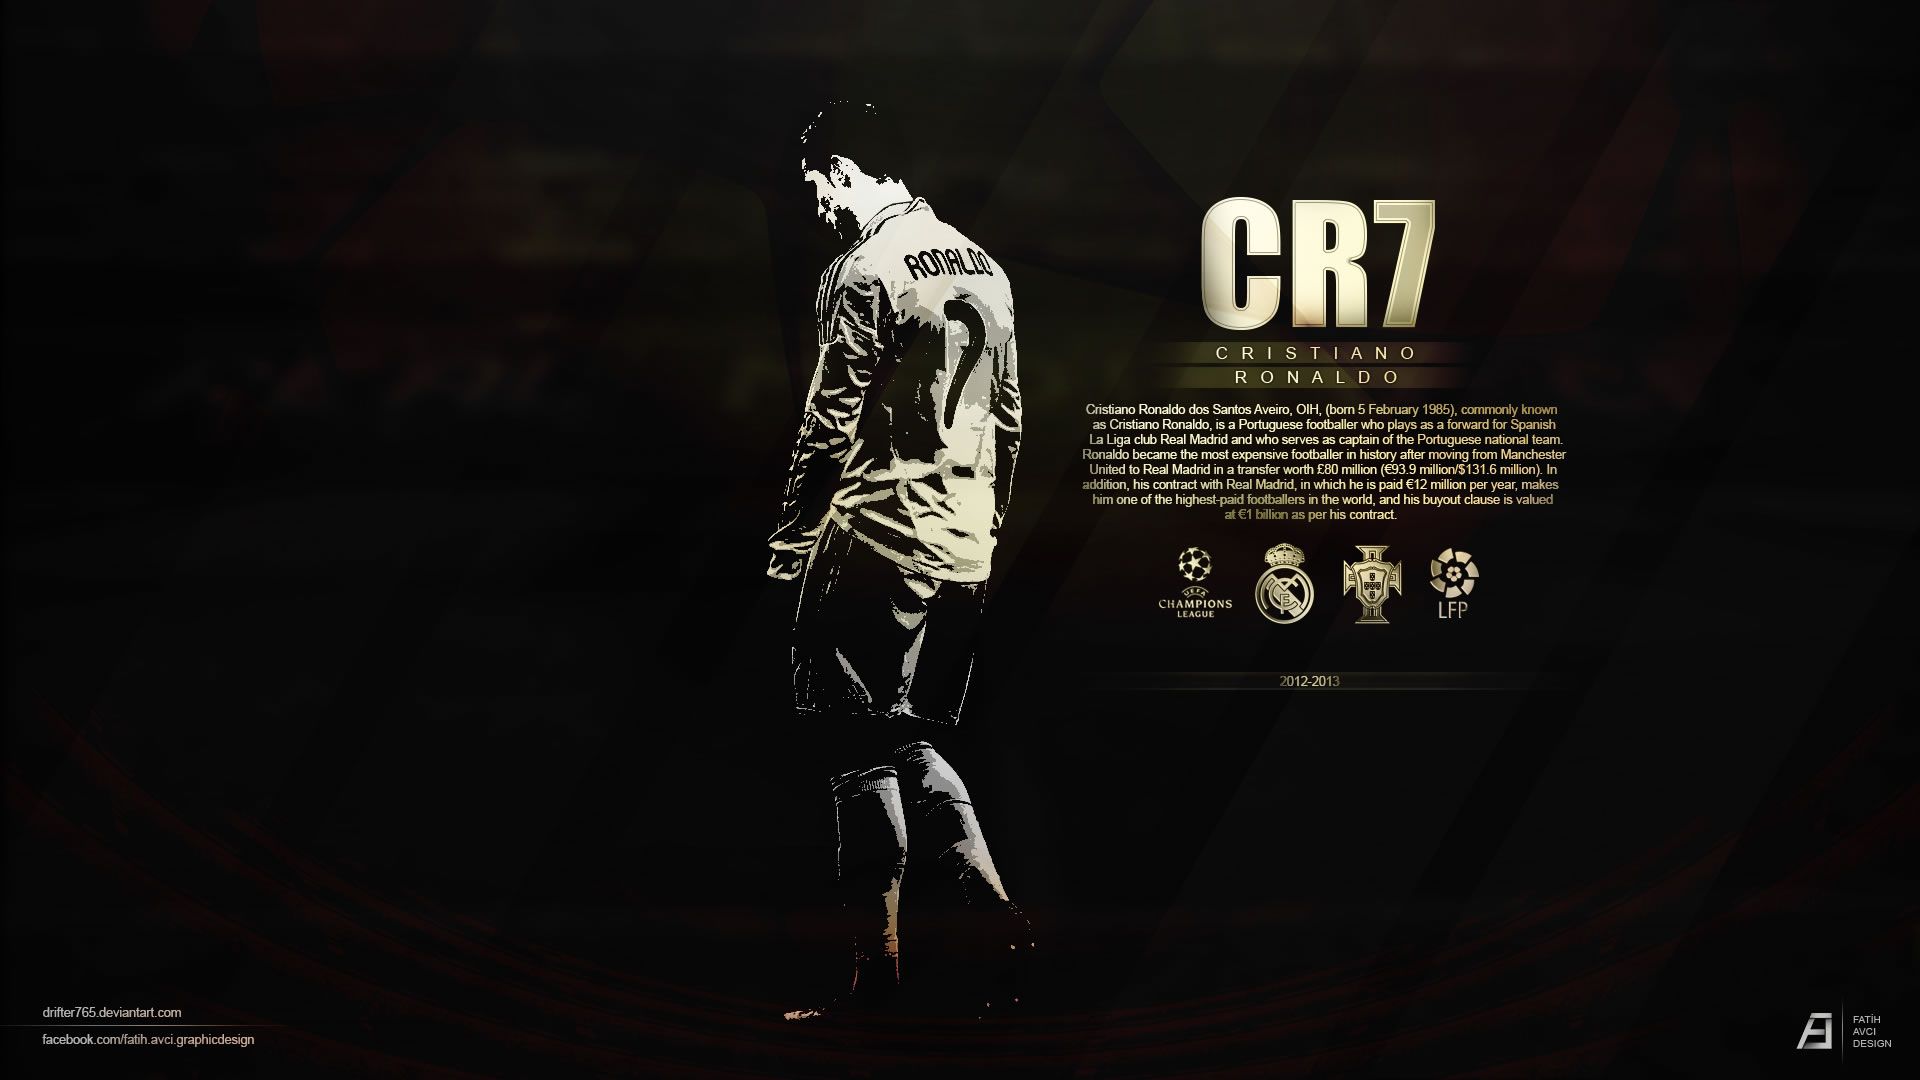 RONALDO
7
CR7
CRISTIANO
RONALDO
Cristiano Ronaldo dos Santos Aveiro, OIH, (born 5 February 1985), commonly known
as Cristiano Ronaldo, is a Portuguese footballer who plays as a forward for Spanish
La Liga club Real Madrid and who serves as captain of the Portuguese national team.
Ronaldo became the most expensive footballer in history after moving from Manchester
United to Real Madrid in a transfer worth £80 million (€93.9 million/$131.6 million). In
addition, his contract with Real Madrid, in which he is paid €12 million per year, makes
him one of the highest-paid footballers in the world, and his buyout clause is valued
at €1 billion as per his contract.
UEFA
CHAMPIONS
LEAGUE
LFP
2012-2013
drifter765.deviantart.com
facebook.com/fatih.avci.graphicdesign
FATİH
AVCI
DESIGN